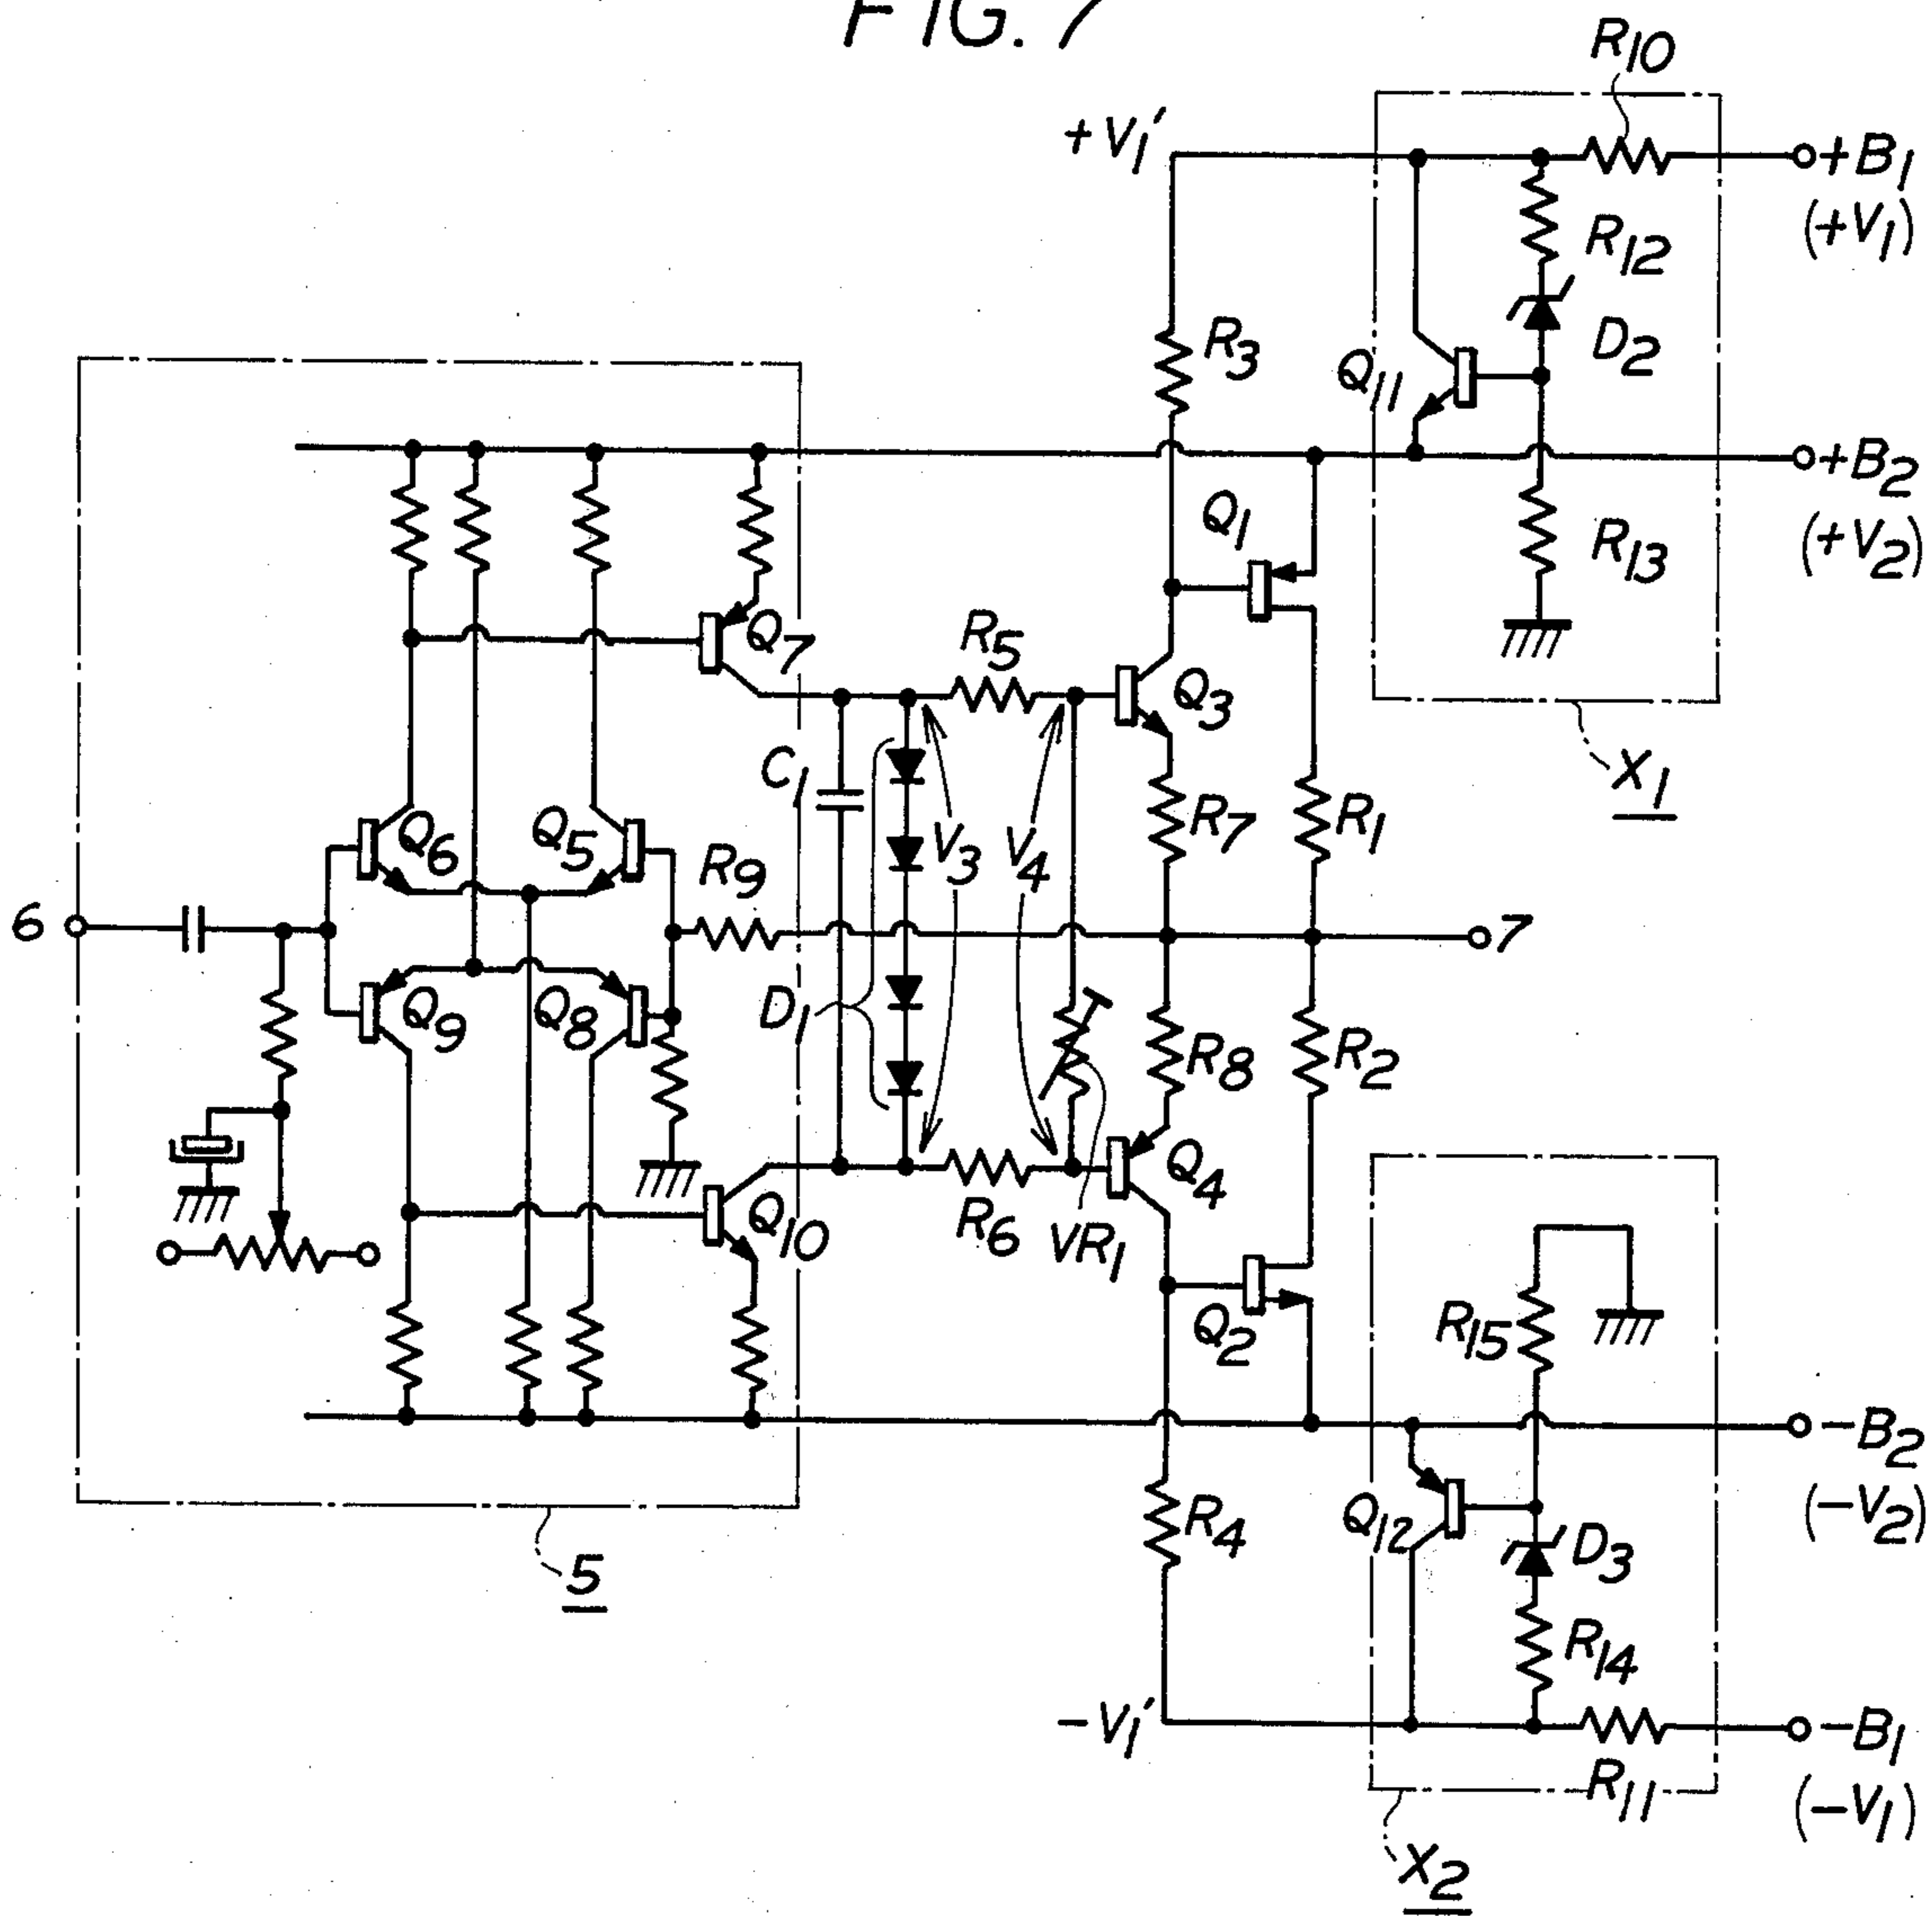 FIG. 7
R10
+V1'
+B1
(+V1)
R12
R3
D2
Q11
+B2
Q1
(+V2)
R13
Q7
R5
Q3
X1
C1
Q6
Q5
V3
V4
R7
R1
R9
6
7
D1
Q9
Q8
R8
R2
Q4
Q10
R6
VR1
R15
Q2
-B2
(-V2)
Q12
R4
D3
5
R14
-V1'
-B1
R11
(-V1)
X2